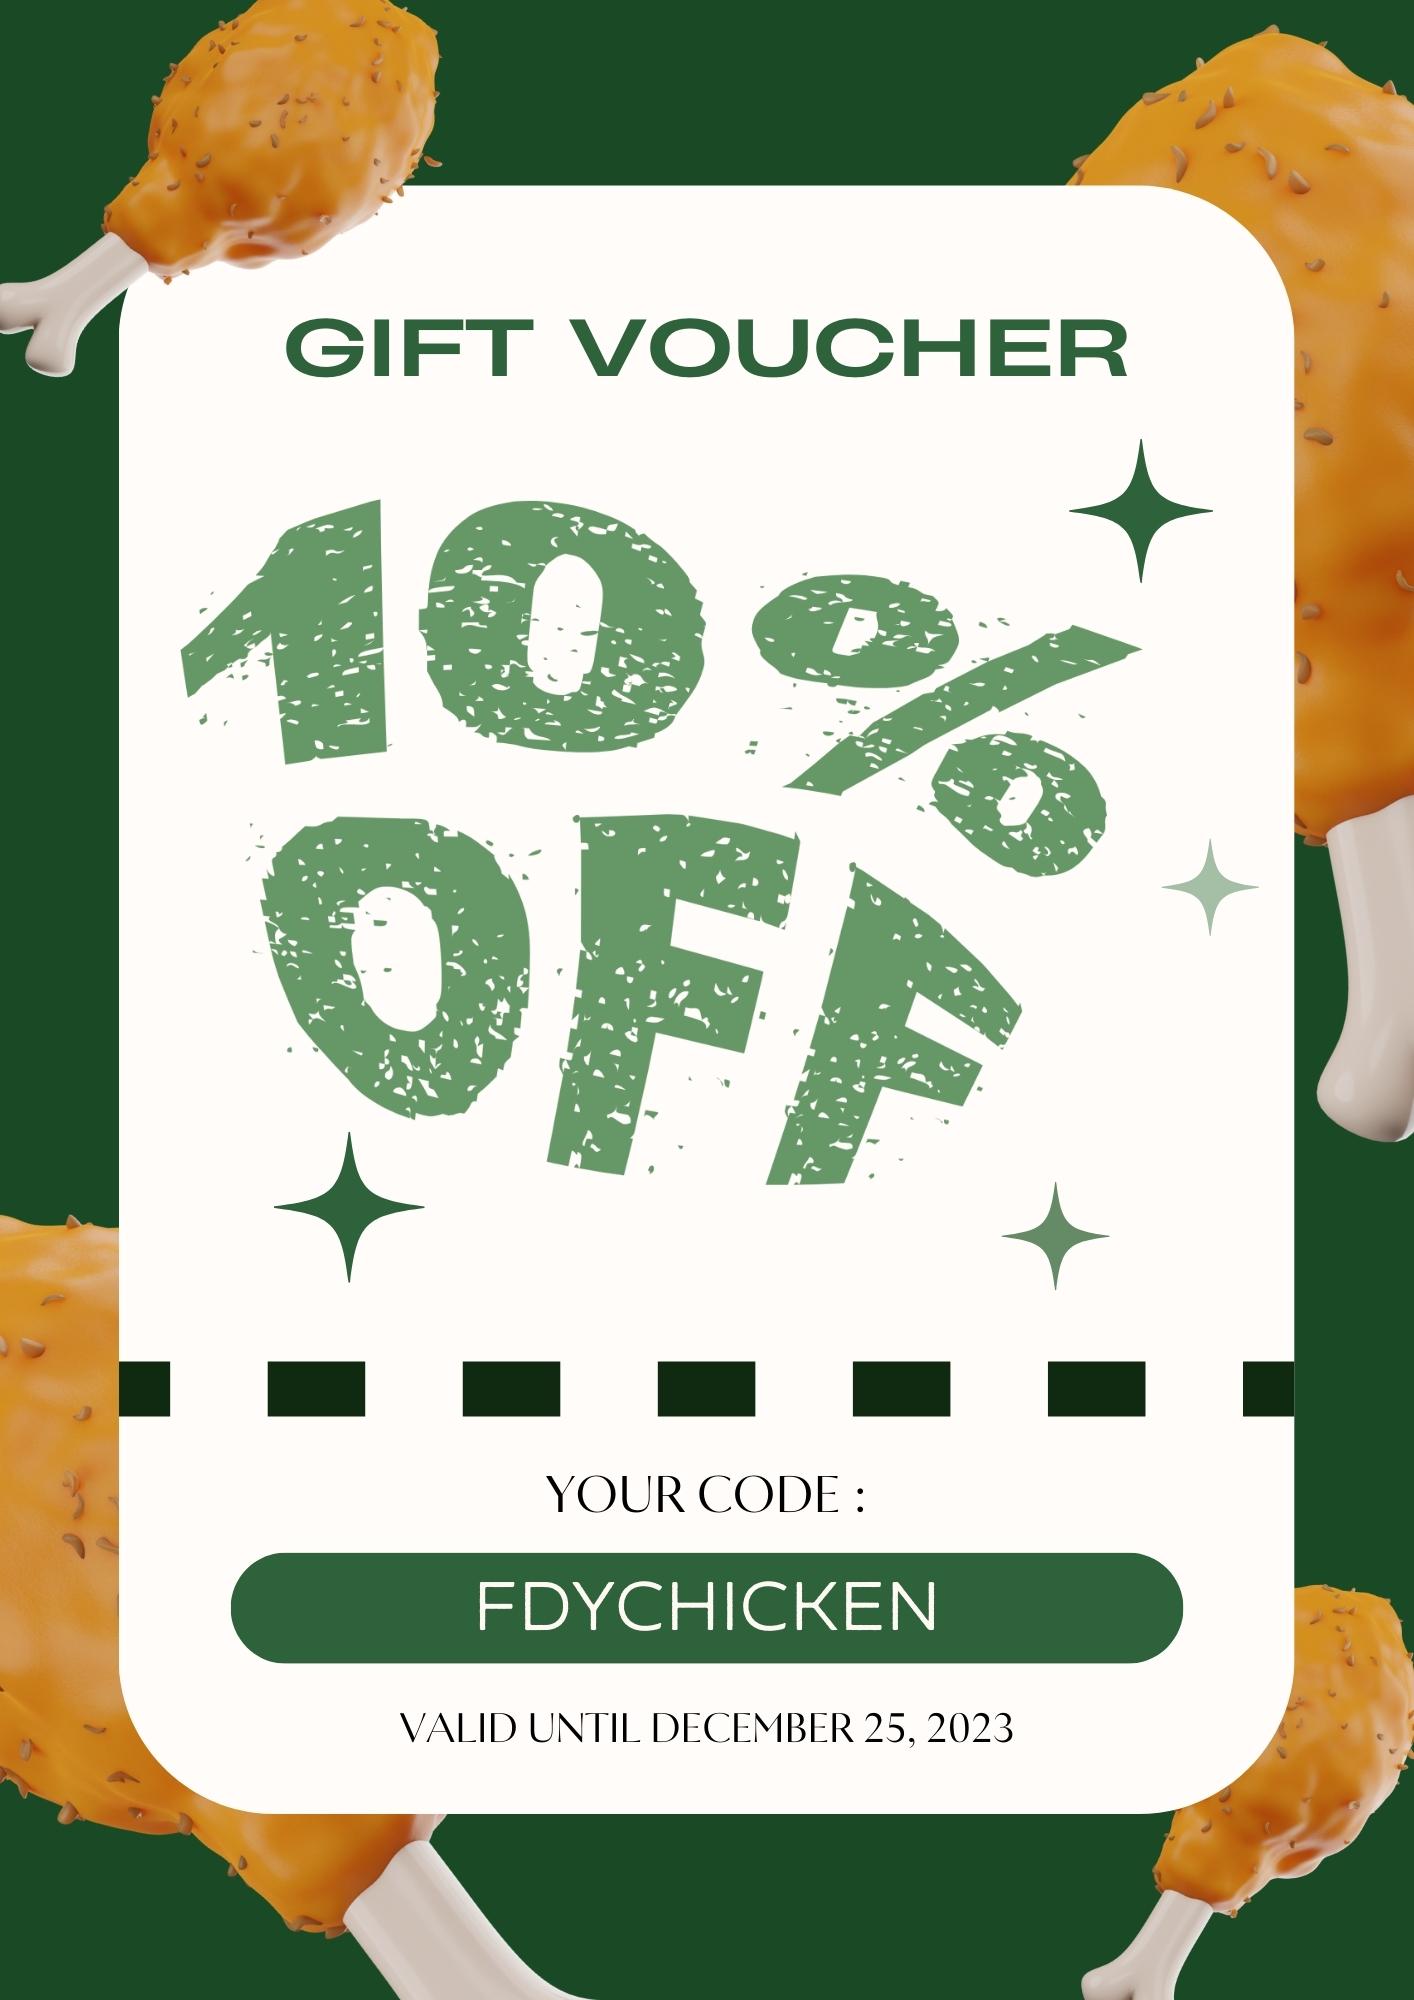 GIFT VOUCHER
10%
OFF
YOUR CODE :
FDYCHICKEN
VALID UNTIL DECEMBER 25, 2023